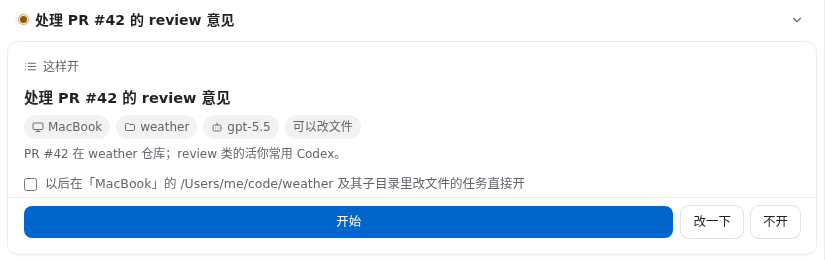 处理 PR #42 的 review 意见
这样开
处理 PR #42 的 review 意见
MacBook weather gpt-5.5 可以改文件
PR #42 在 weather 仓库；review 类的活你常用 Codex。
以后在「MacBook」的 /Users/me/code/weather 及其子目录里改文件的任务直接开
开始 改一下 不开